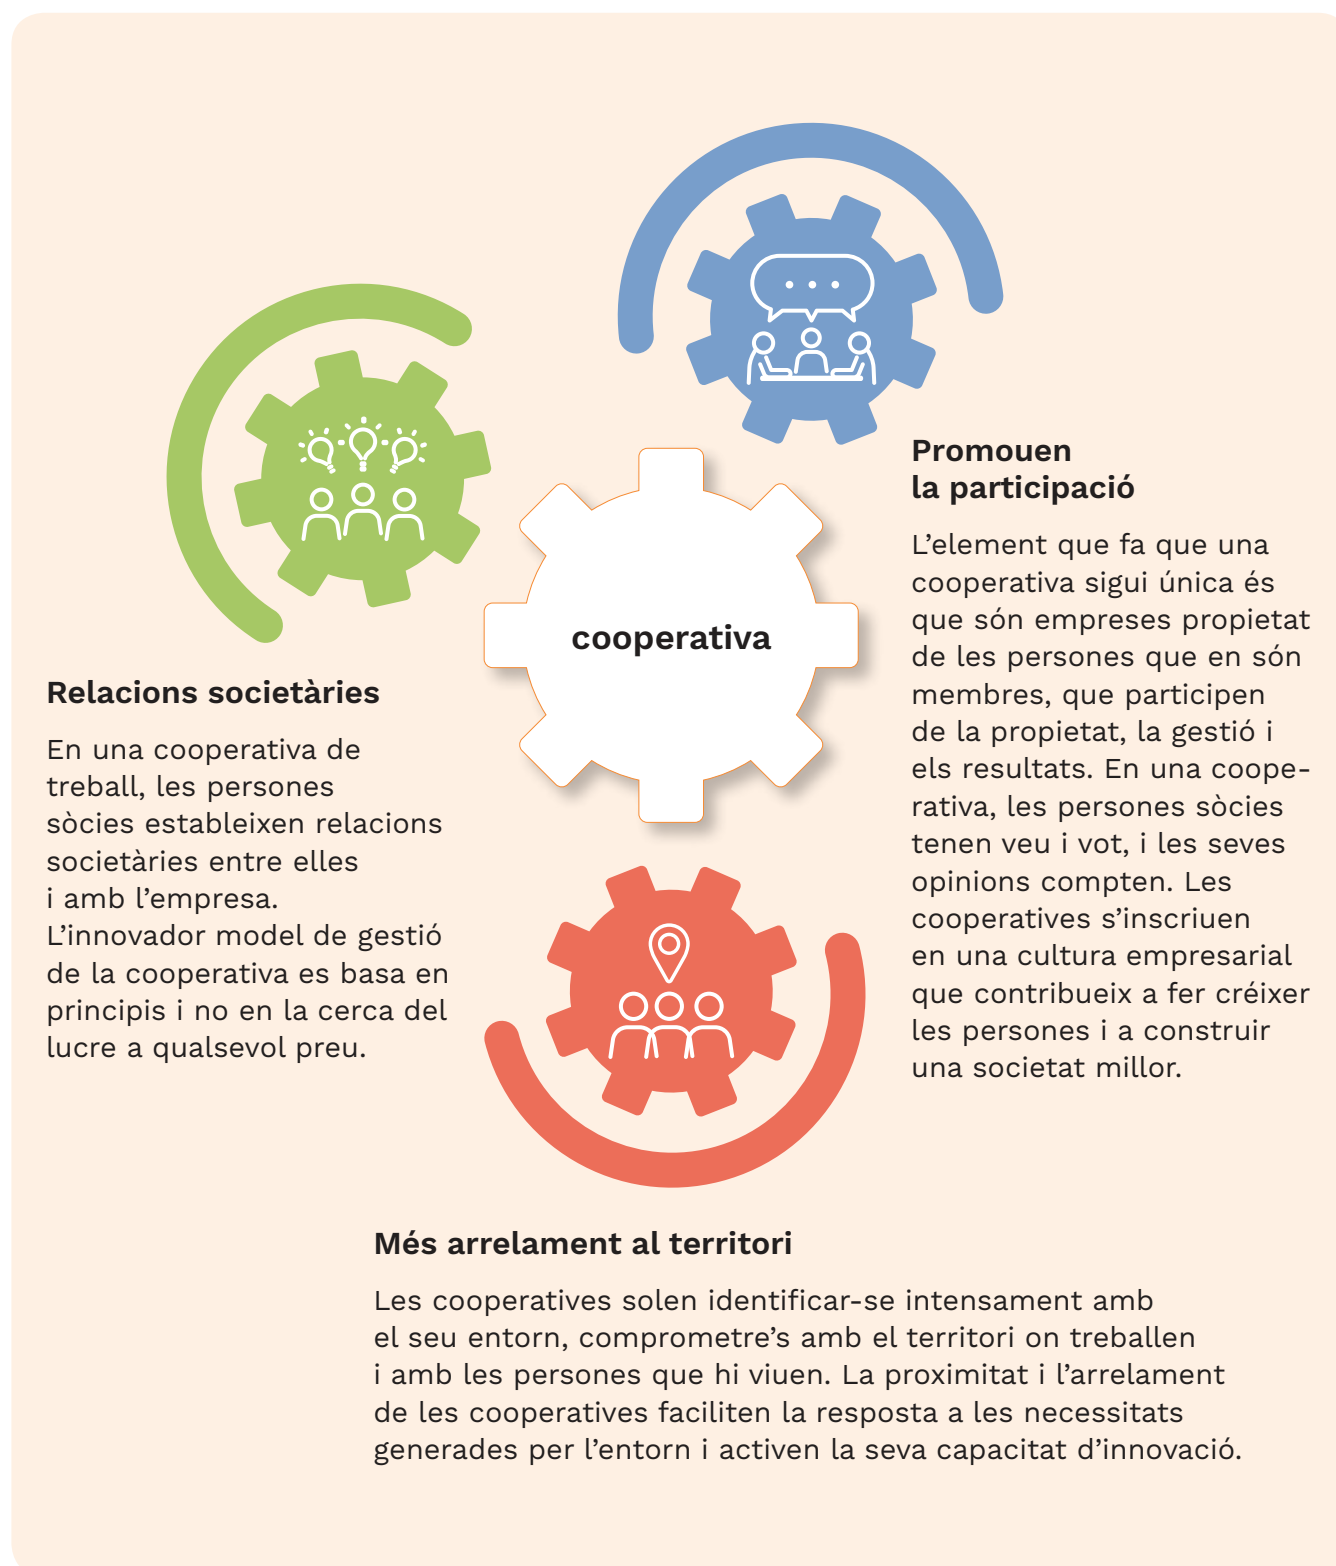 cooperativa
Relacions societàries
En una cooperativa de
treball, les persones
sòcies estableixen relacions
societàries entre elles
i amb l’empresa.
L’innovador model de gestió
de la cooperativa es basa en
principis i no en la cerca del
lucre a qualsevol preu.
Promouen
la participació
L’element que fa que una
cooperativa sigui única és
que són empreses propietat
de les persones que en són
membres, que participen
de la propietat, la gestió i
els resultats. En una coope-
rativa, les persones sòcies
tenen veu i vot, i les seves
opinions compten. Les
cooperatives s’inscriuen
en una cultura empresarial
que contribueix a fer créixer
les persones i a construir
una societat millor.
Més arrelament al territori
Les cooperatives solen identificar-se intensament amb
el seu entorn, comprometre’s amb el territori on treballen
i amb les persones que hi viuen. La proximitat i l’arrelament
de les cooperatives faciliten la resposta a les necessitats
generades per l’entorn i activen la seva capacitat d’innovació.